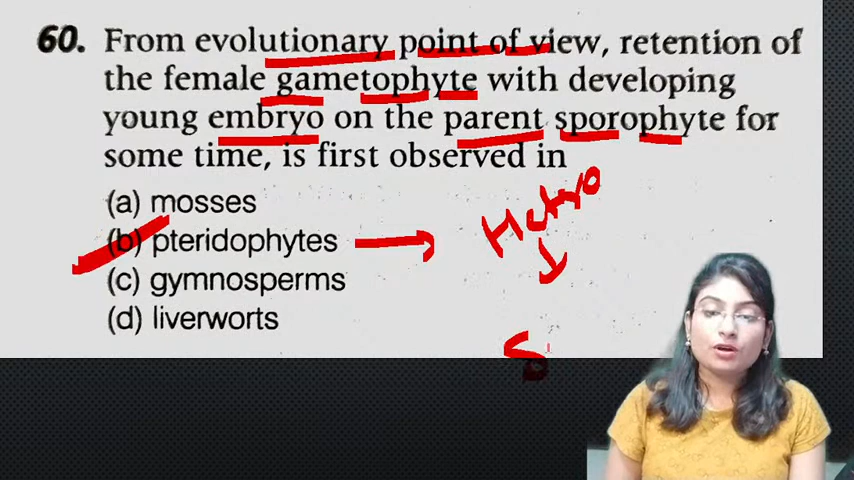 60. From evolutionary point of view, retention of
the female gametophyte with developing
young embryo on the parent sporophyte for
some time, is first observed in
(a) mosses
(b) pteridophytes
(c) gymnosperms
(d) liverworts
Hetero
S